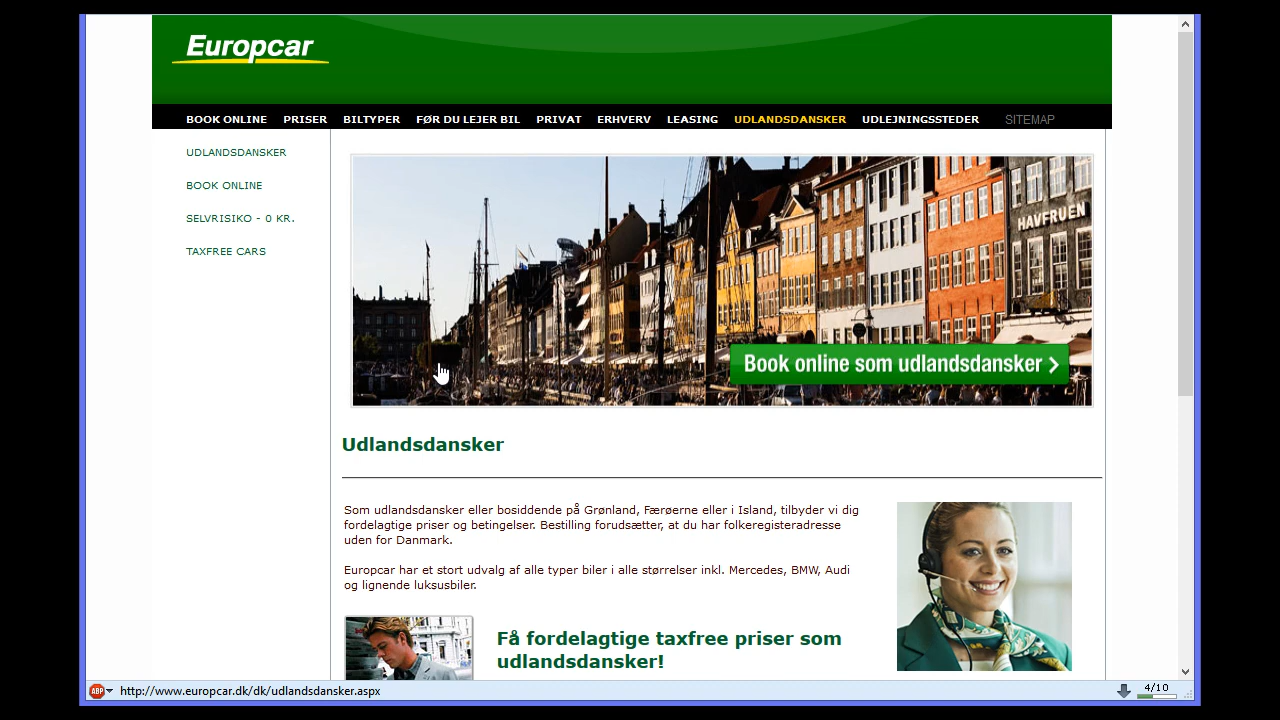 Europcar
BOOK ONLINE PRISER BILTYPER FØR DU LEJER BIL PRIVAT ERHVERV LEASING UDLANDSDANSKER UDLEJNINGSSTEDER SITEMAP
UDLANDSDANSKER
BOOK ONLINE
SELVRISIKO - 0 KR.
TAXFREE CARS
HAVFRUEN
Book online som udlandsdansker
Udlandsdansker
Som udlandsdansker eller bosiddende på Grønland, Færøerne eller i Island, tilbyder vi dig
fordelagtige priser og betingelser. Bestilling forudsætter, at du har folkeregisteradresse
uden for Danmark.
Europcar har et stort udvalg af alle typer biler i alle størrelser inkl. Mercedes, BMW, Audi
og lignende luksusbiler.
Få fordelagtige taxfree priser som
udlandsdansker!
ABP http://www.europcar.dk/dk/udlandsdansker.aspx 4/10